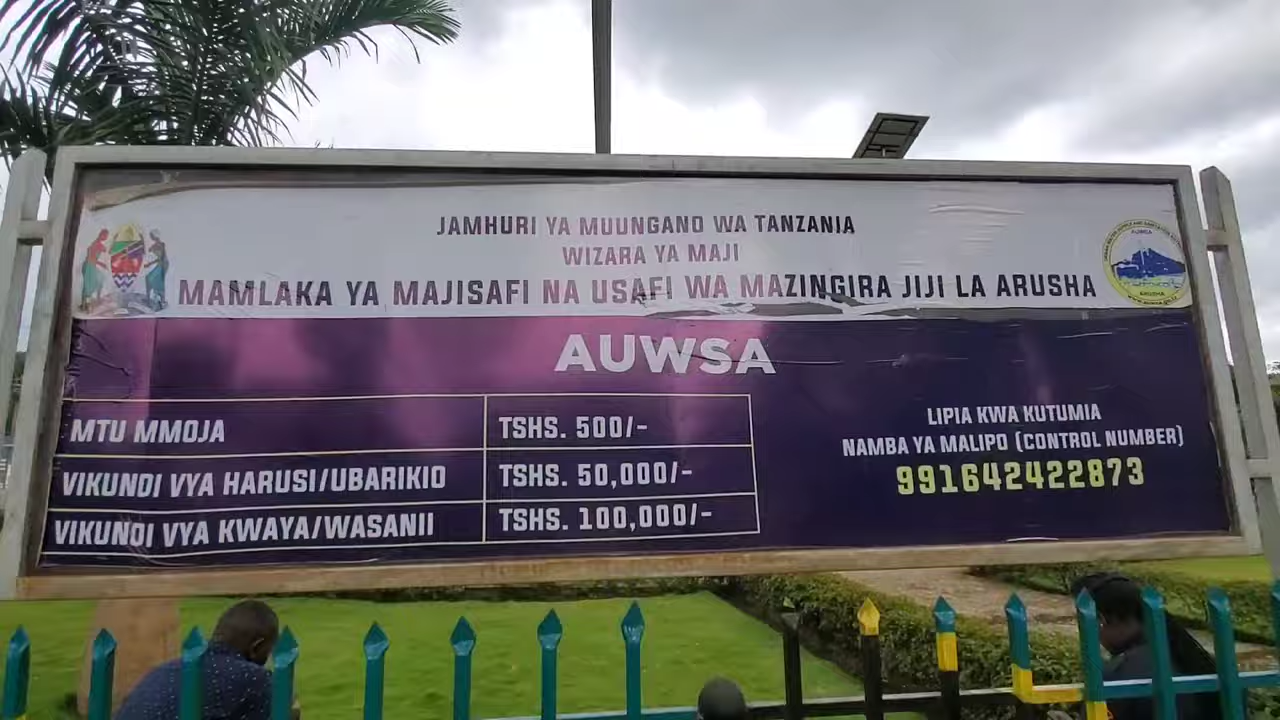 JAMHURI YA MUUNGANO WA TANZANIA
WIZARA YA MAJI
MAMLAKA YA MAJISAFI NA USAFI WA MAZINGIRA JIJI LA ARUSHA
AUWSA
ARUSHA
AUWSA
MTU MMOJA TSHS. 500/-
VIKUNDI VYA HARUSI/UBARIKIO TSHS. 50,000/-
VIKUNDI VYA KWAYA/WASANII TSHS. 100,000/-
LIPIA KWA KUTUMIA
NAMBA YA MALIPO (CONTROL NUMBER)
991642422873